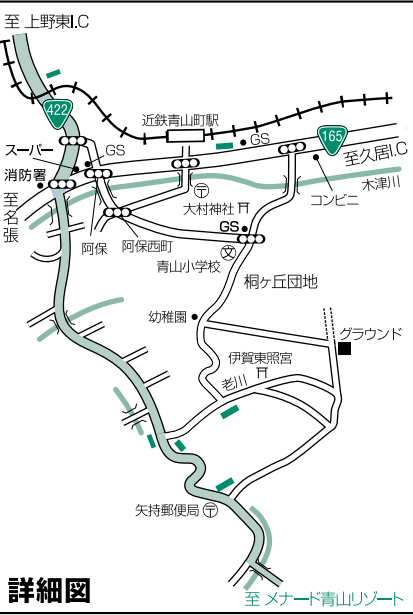 至 上野東I.C
422
近鉄青山町駅
GS
165
スーパー
GS
至久居I.C
消防署
コンビニ
木津川
至名張
〒
大村神社
GS
阿保
阿保西町
文
青山小学校
桐ヶ丘団地
幼稚園
グラウンド
伊賀東照宮
老川
矢持郵便局 〒
詳細図
至 メナード青山リゾート